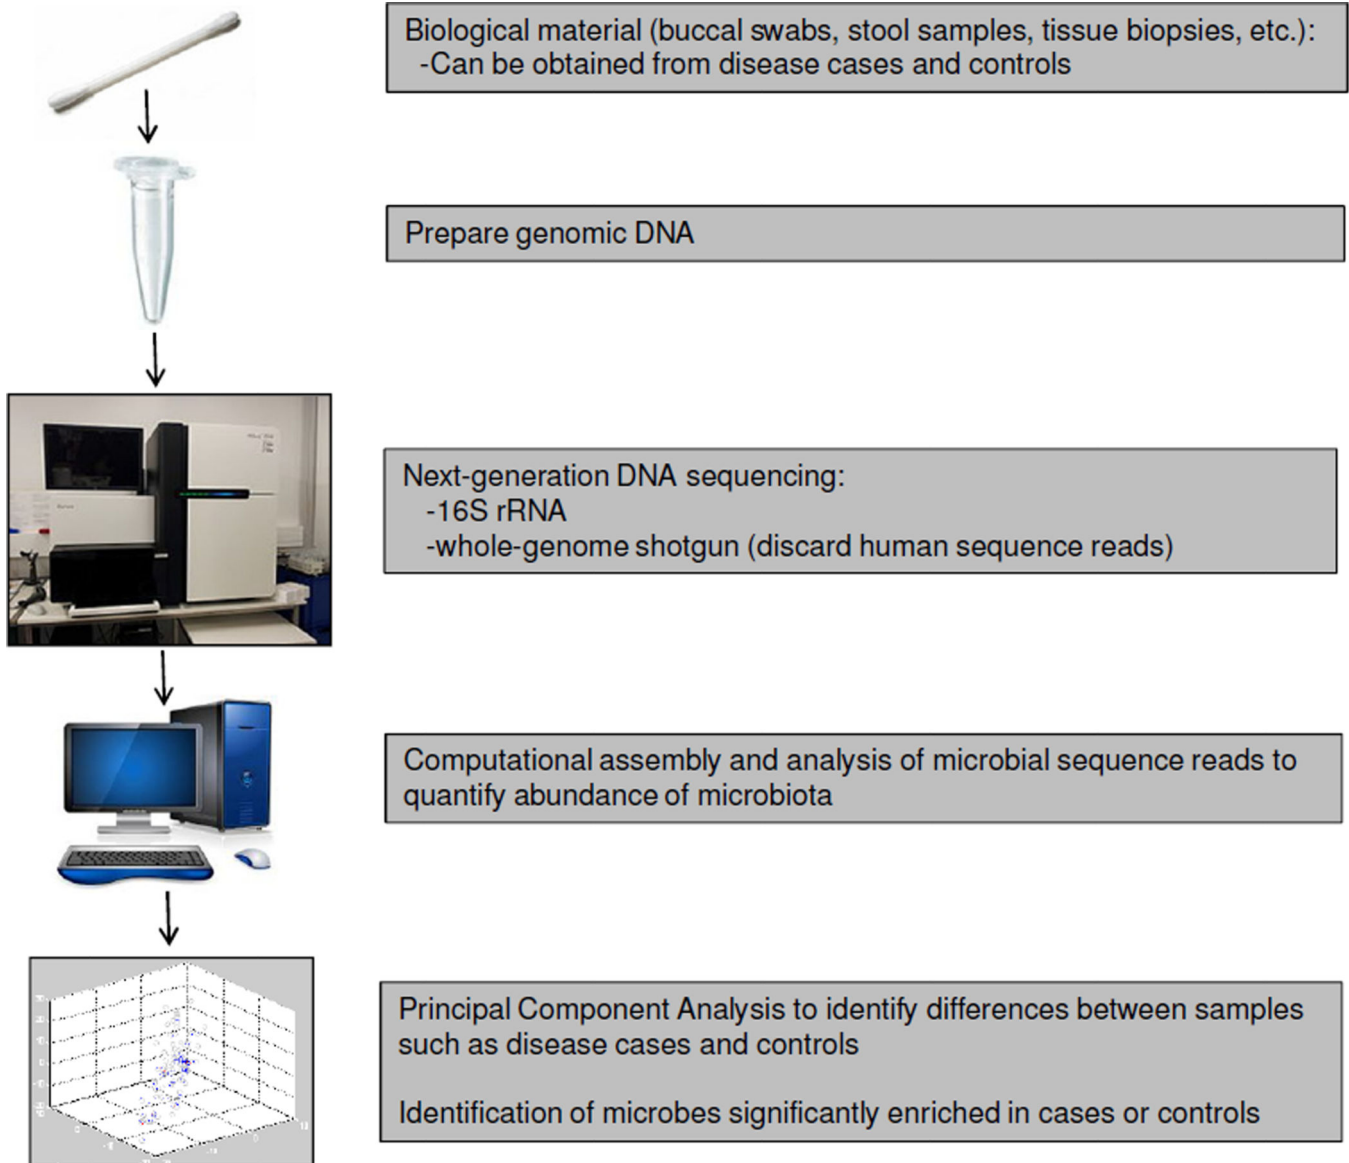 Biological material (buccal swabs, stool samples, tissue biopsies, etc.):
-Can be obtained from disease cases and controls
Prepare genomic DNA
Next-generation DNA sequencing:
-16S rRNA
-whole-genome shotgun (discard human sequence reads)
Computational assembly and analysis of microbial sequence reads to
quantify abundance of microbiota
Principal Component Analysis to identify differences between samples
such as disease cases and controls
Identification of microbes significantly enriched in cases or controls